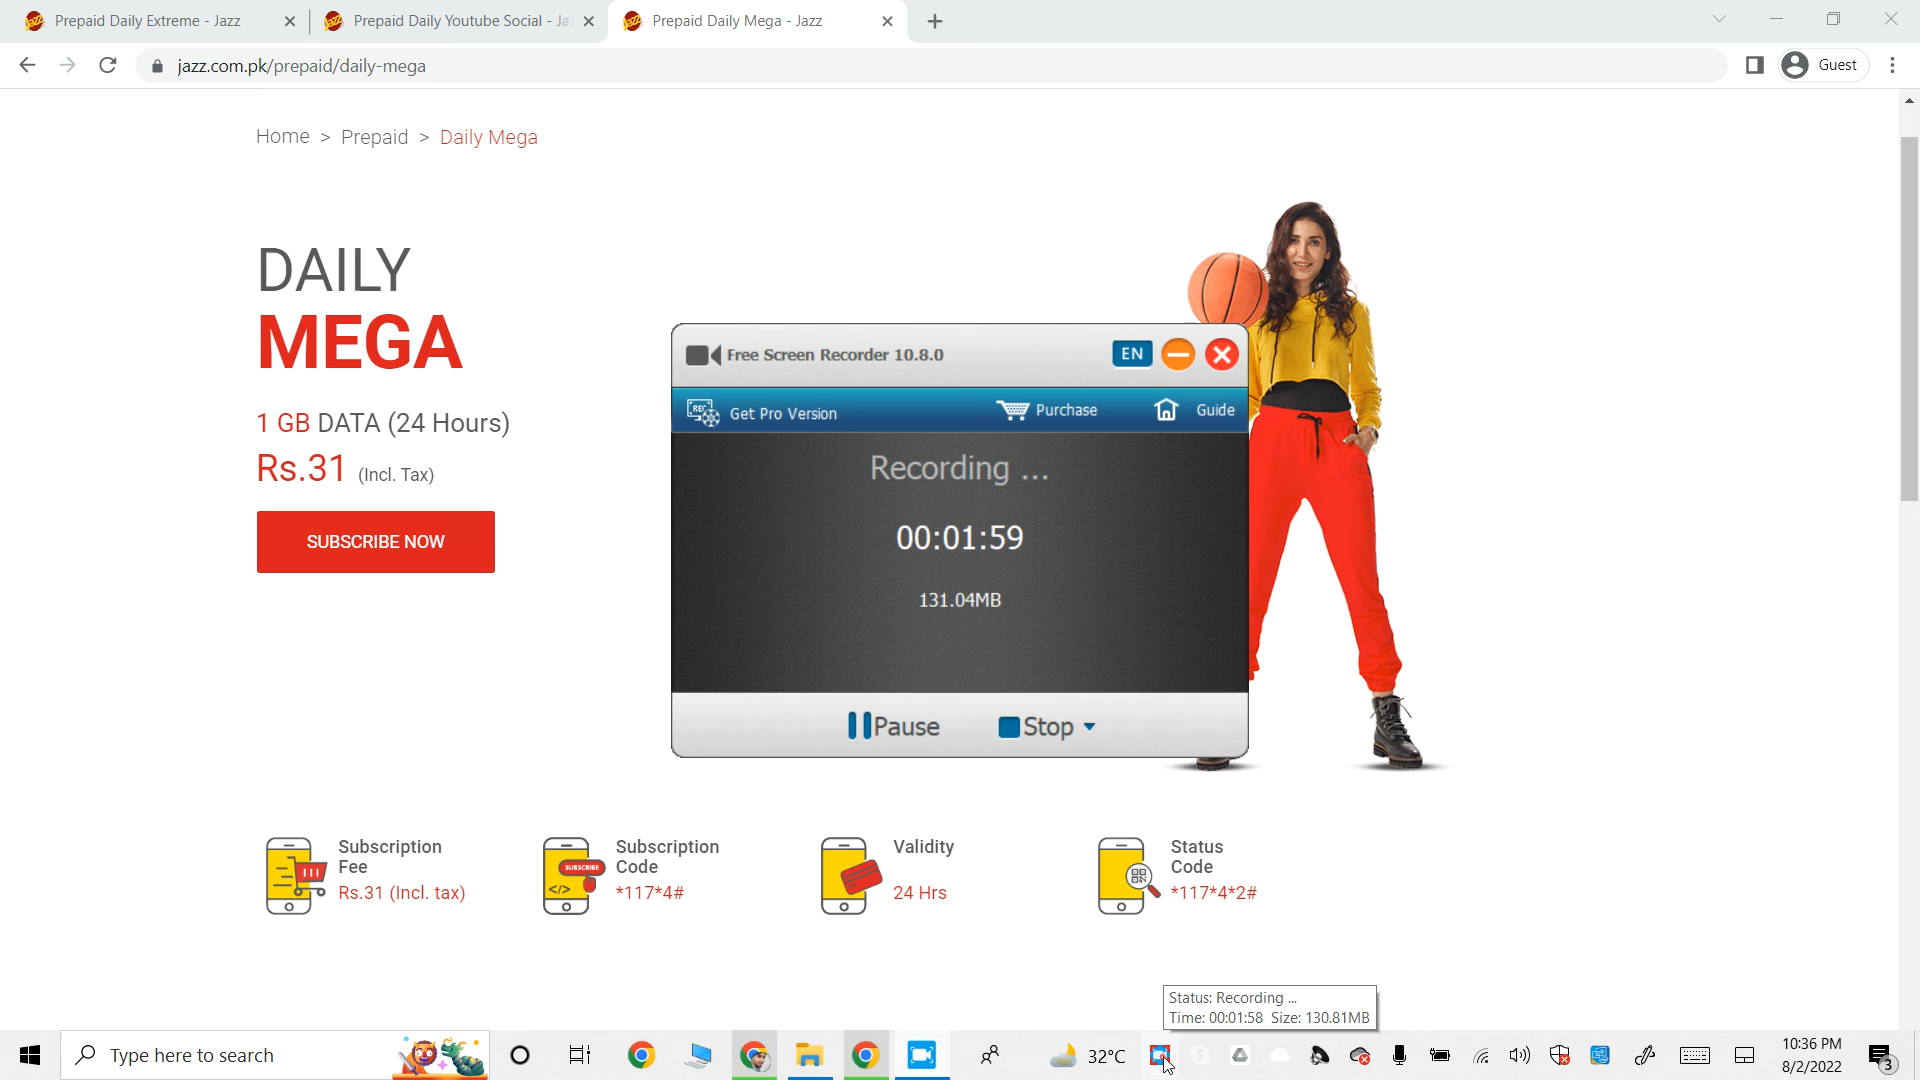 Prepaid Daily Extreme - Jazz
Prepaid Daily Youtube Social - Ja
Prepaid Daily Mega - Jazz
jazz.com.pk/prepaid/daily-mega
Guest
Home > Prepaid > Daily Mega
DAILY
MEGA
1 GB DATA (24 Hours)
Rs.31 (Incl. Tax)
SUBSCRIBE NOW
Free Screen Recorder 10.8.0
EN
REC
Get Pro Version
Purchase
Guide
Recording ...
00:01:59
131.04MB
Pause
Stop
Subscription
Fee
Rs.31 (Incl. tax)
SUBSCRIBE
</>
Subscription
Code
*117*4#
Validity
24 Hrs
Status
Code
*117*4*2#
Status: Recording ...
Time: 00:01:58 Size: 130.81MB
Type here to search
32°C
10:36 PM
8/2/2022
3